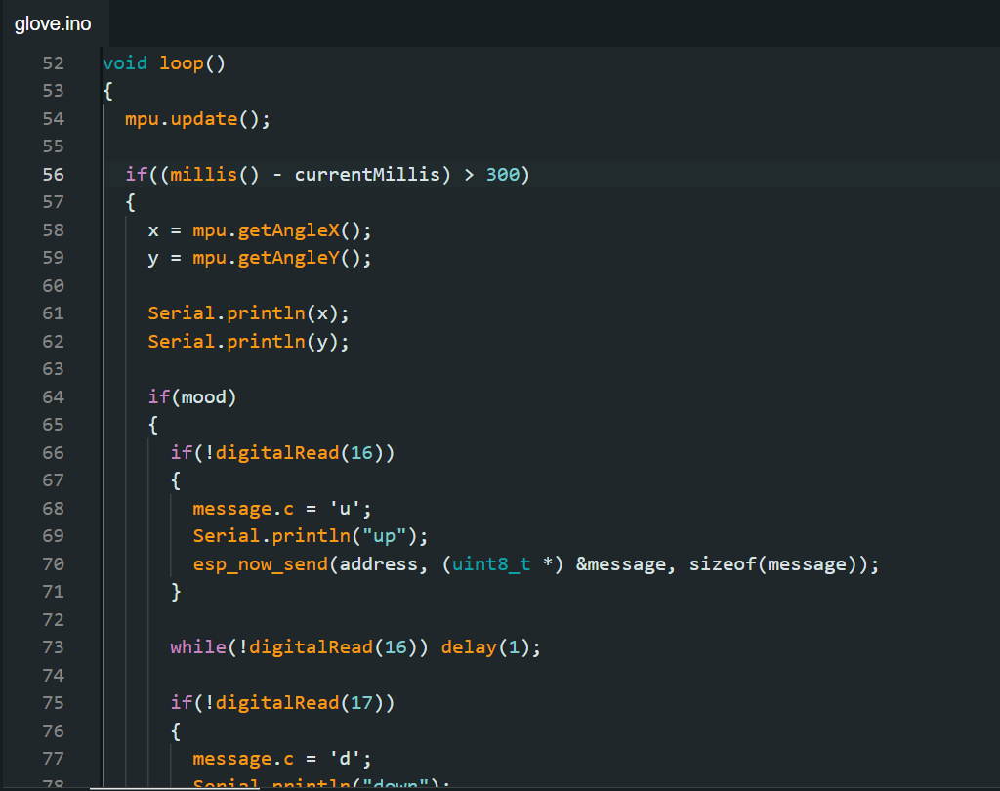 glove.ino
52 void loop()
53 {
54 mpu.update();
55
56 if((millis() - currentMillis) > 300)
57 {
58 x = mpu.getAngleX();
59 y = mpu.getAngleY();
60
61 Serial.println(x);
62 Serial.println(y);
63
64 if(mood)
65 {
66 if(!digitalRead(16))
67 {
68 message.c = 'u';
69 Serial.println("up");
70 esp_now_send(address, (uint8_t *) &message, sizeof(message));
71 }
72
73 while(!digitalRead(16)) delay(1);
74
75 if(!digitalRead(17))
76 {
77 message.c = 'd';
78 Serial.println("down");